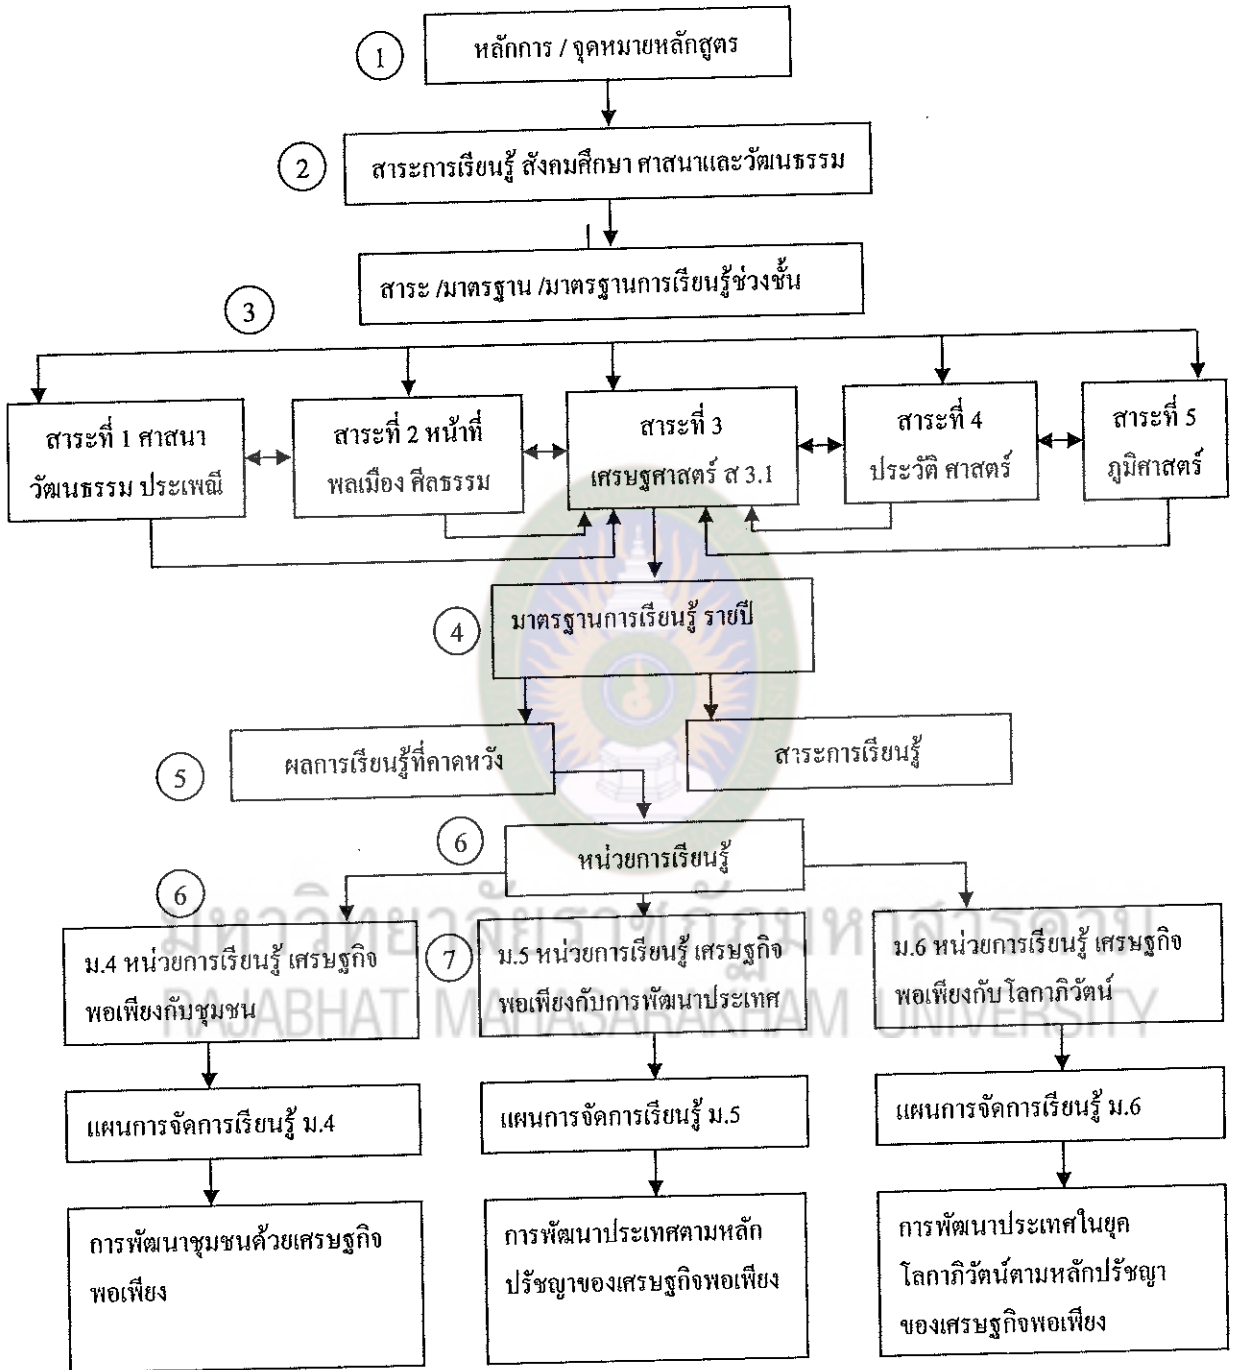 1
หลักการ / จุดหมายหลักสูตร
2
สาระการเรียนรู้ สังคมศึกษา ศาสนาและวัฒนธรรม
สาระ /มาตรฐาน /มาตรฐานการเรียนรู้ช่วงชั้น
3
สาระที่ 1 ศาสนา
วัฒนธรรม ประเพณี
สาระที่ 2 หน้าที่
พลเมือง ศีลธรรม
สาระที่ 3
เศรษฐศาสตร์ ส 3.1
สาระที่ 4
ประวัติ ศาสตร์
สาระที่ 5
ภูมิศาสตร์
4
มาตรฐานการเรียนรู้ รายปี
5
ผลการเรียนรู้ที่คาดหวัง
สาระการเรียนรู้
6
หน่วยการเรียนรู้
6
มหาวิทยาลัยราชภัฏมหาสารคาม
RAJABHAT MAHASARAKHAM UNIVERSITY
ม.4 หน่วยการเรียนรู้ เศรษฐกิจ
พอเพียงกับชุมชน
7
ม.5 หน่วยการเรียนรู้ เศรษฐกิจ
พอเพียงกับการพัฒนาประเทศ
ม.6 หน่วยการเรียนรู้ เศรษฐกิจ
พอเพียงกับโลกาภิวัตน์
แผนการจัดการเรียนรู้ ม.4
แผนการจัดการเรียนรู้ ม.5
แผนการจัดการเรียนรู้ ม.6
การพัฒนาชุมชนด้วยเศรษฐกิจ
พอเพียง
การพัฒนาประเทศตามหลัก
ปรัชญาของเศรษฐกิจพอเพียง
การพัฒนาประเทศในยุค
โลกาภิวัตน์ตามหลักปรัชญา
ของเศรษฐกิจพอเพียง